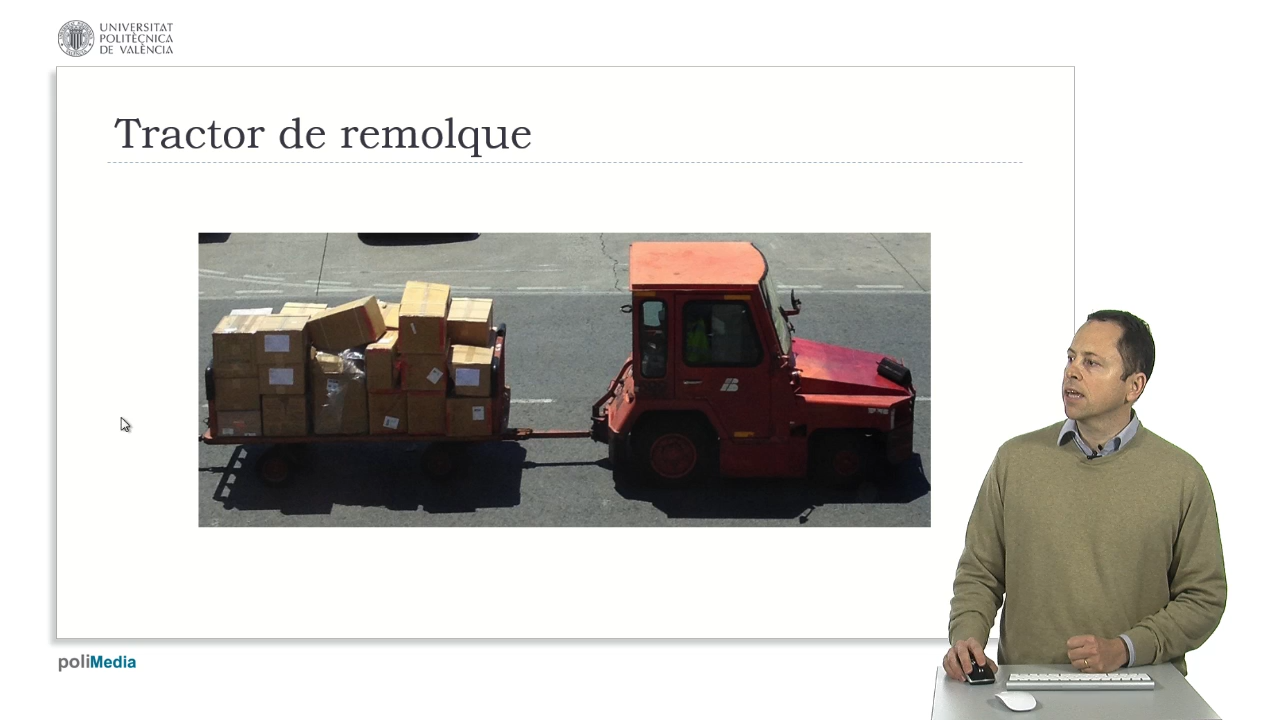 UNIVERSITAT
POLITÈCNICA
DE VALÈNCIA
Tractor de remolque
poliMedia